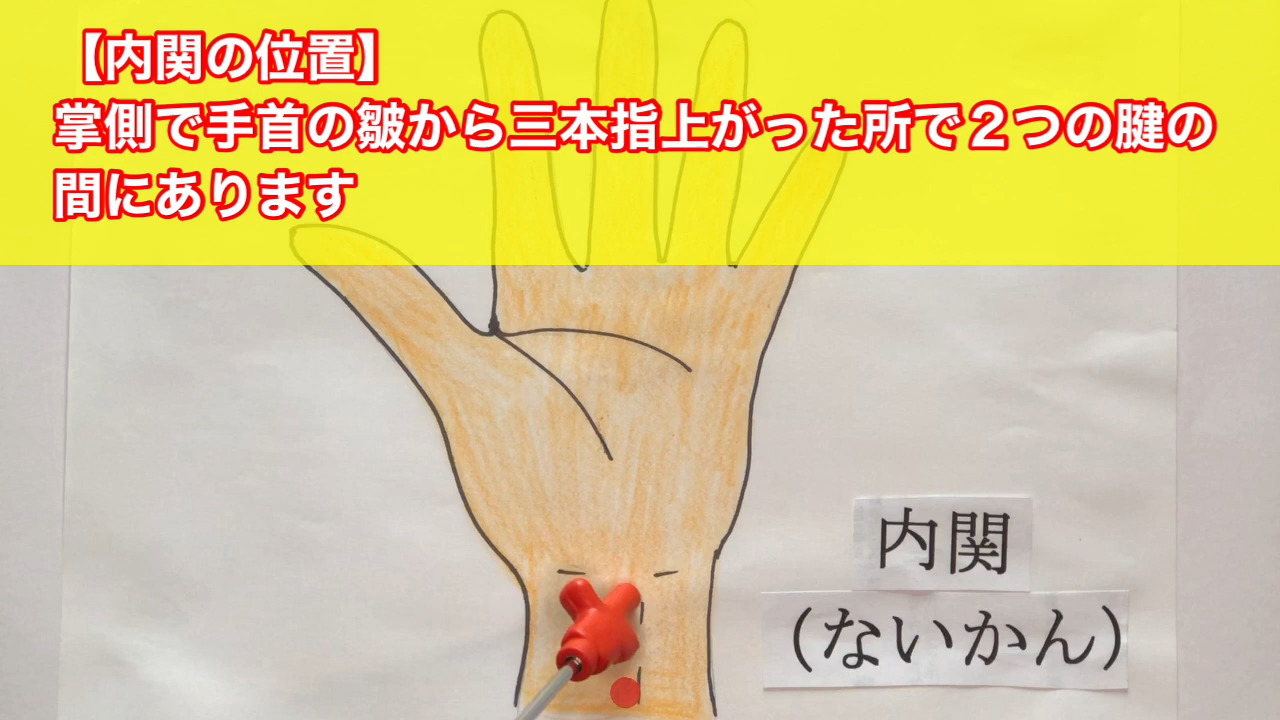 【内関の位置】
掌側で手首の皺から三本指上がった所で２つの腱の
間にあります
内関
（ないかん）